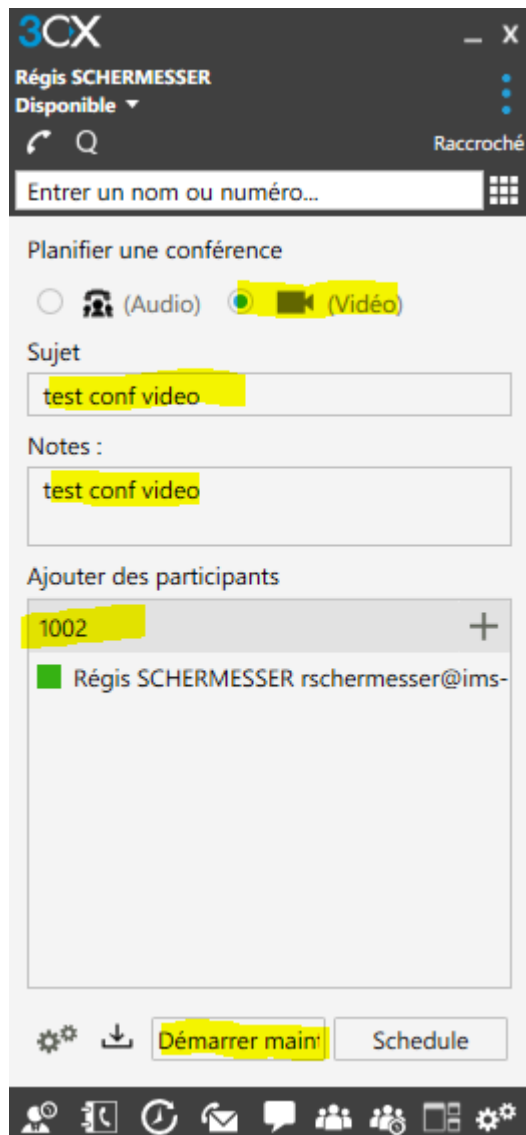 3CX
Régis SCHERMESSER
Disponible
Raccroché
Entrer un nom ou numéro...
Planifier une conférence
(Audio) (Vidéo)
Sujet
test conf video
Notes :
test conf video
Ajouter des participants
1002
Régis SCHERMESSER rschermesser@ims-
Démarrer maint Schedule